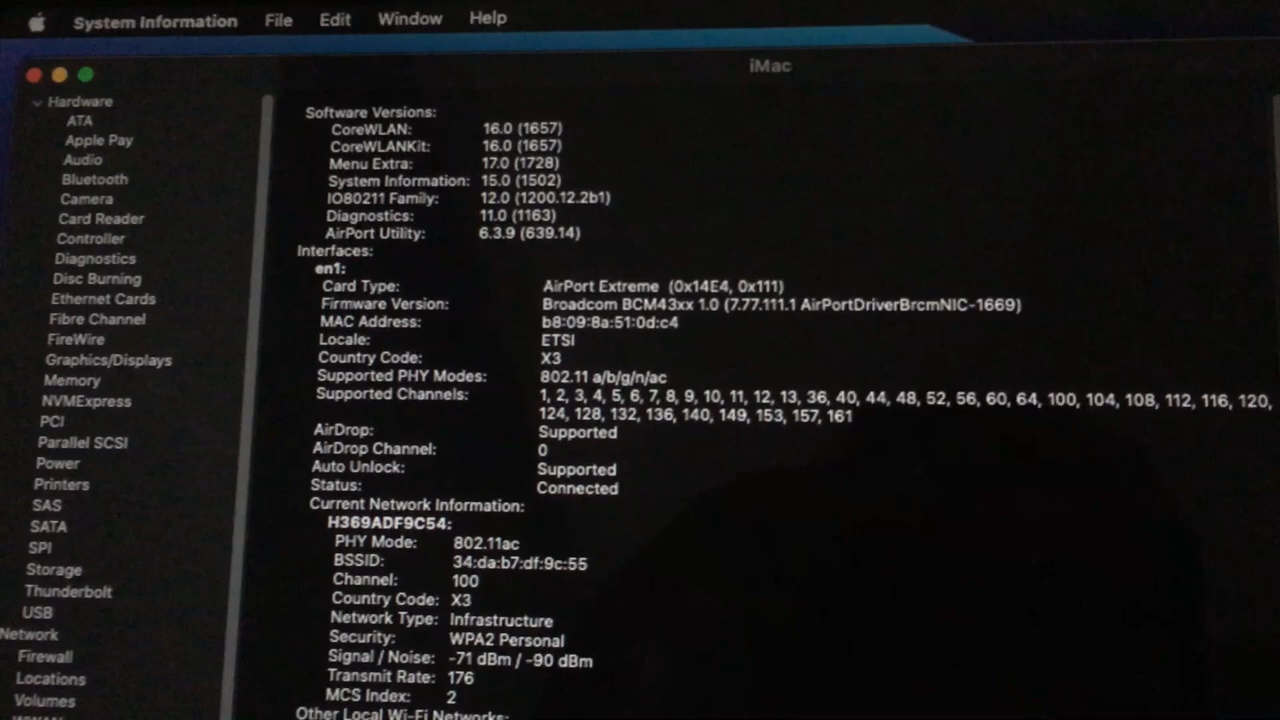 System Information File Edit Window Help
iMac
Hardware
ATA
Apple Pay
Audio
Bluetooth
Camera
Card Reader
Controller
Diagnostics
Disc Burning
Ethernet Cards
Fibre Channel
FireWire
Graphics/Displays
Memory
NVMExpress
PCI
Parallel SCSI
Power
Printers
SAS
SATA
SPI
Storage
Thunderbolt
USB
Network
Firewall
Locations
Volumes
Software Versions:
CoreWLAN: 16.0 (1657)
CoreWLANKit: 16.0 (1657)
Menu Extra: 17.0 (1728)
System Information: 15.0 (1502)
IO80211 Family: 12.0 (1200.12.2b1)
Diagnostics: 11.0 (1163)
AirPort Utility: 6.3.9 (639.14)
Interfaces:
en1:
Card Type: AirPort Extreme (0x14E4, 0x111)
Firmware Version: Broadcom BCM43xx 1.0 (7.77.111.1 AirPortDriverBrcmNIC-1669)
MAC Address: b8:09:8a:51:0d:c4
Locale: ETSI
Country Code: X3
Supported PHY Modes: 802.11 a/b/g/n/ac
Supported Channels: 1, 2, 3, 4, 5, 6, 7, 8, 9, 10, 11, 12, 13, 36, 40, 44, 48, 52, 56, 60, 64, 100, 104, 108, 112, 116, 120,
124, 128, 132, 136, 140, 149, 153, 157, 161
AirDrop: Supported
AirDrop Channel: 0
Auto Unlock: Supported
Status: Connected
Current Network Information:
H369ADF9C54:
PHY Mode: 802.11ac
BSSID: 34:da:b7:df:9c:55
Channel: 100
Country Code: X3
Network Type: Infrastructure
Security: WPA2 Personal
Signal / Noise: -71 dBm / -90 dBm
Transmit Rate: 176
MCS Index: 2
Other Local Wi-Fi Networks: